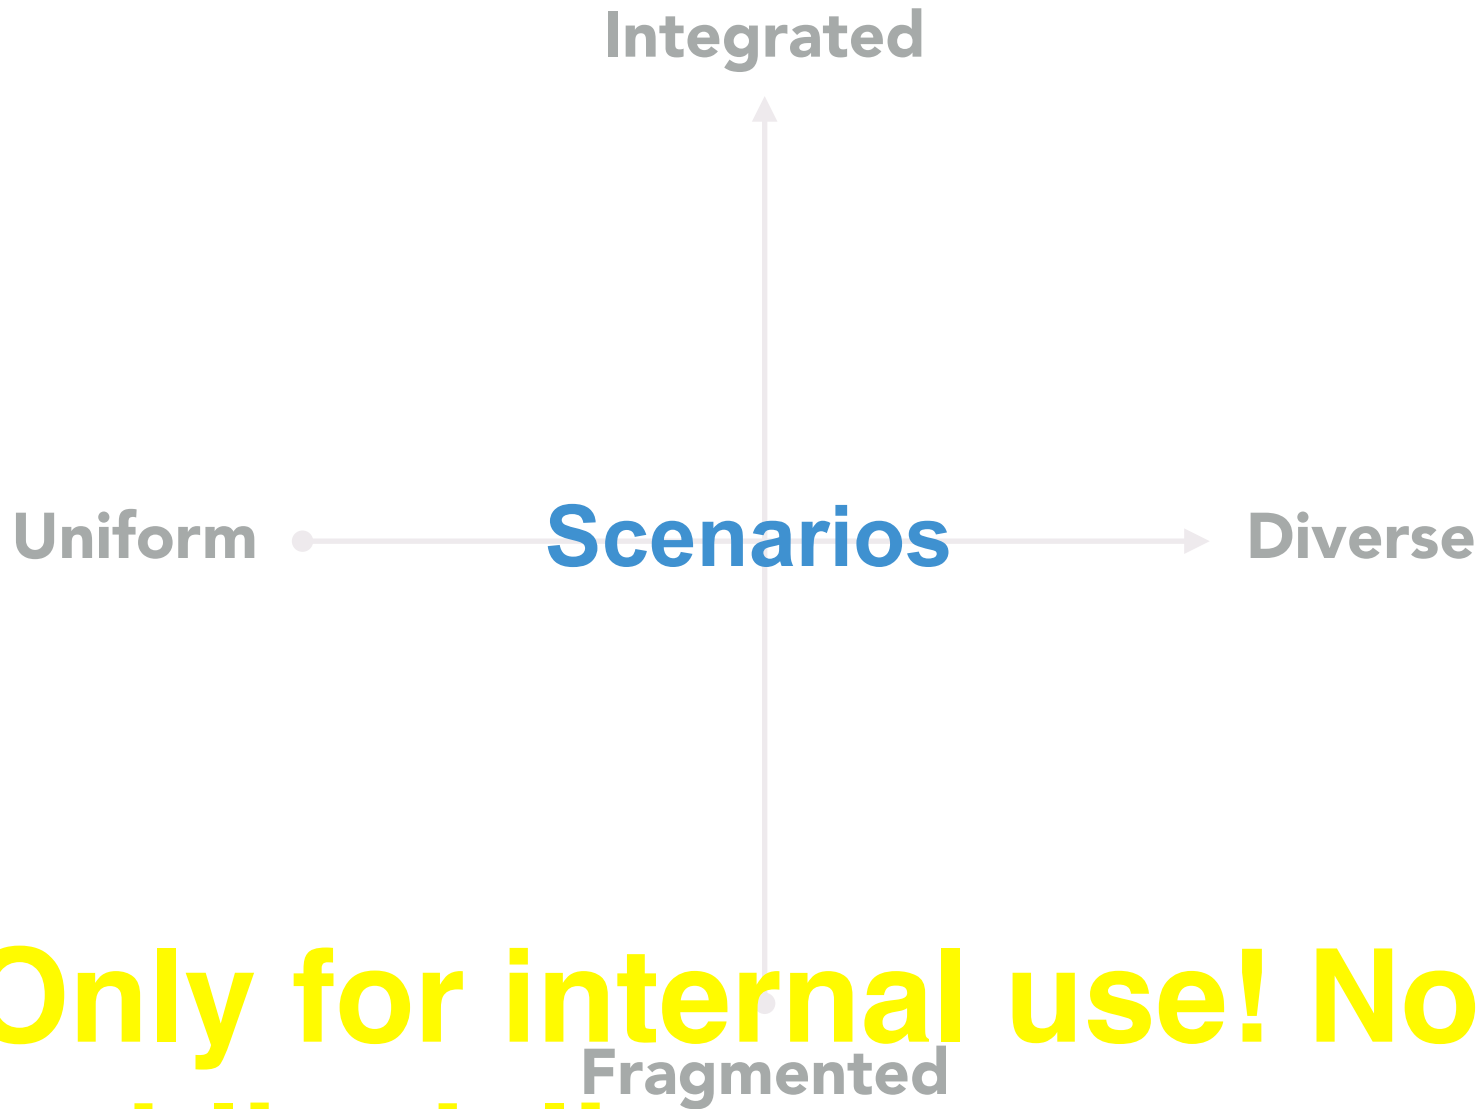 Integrated
Uniform
Scenarios
Diverse
Only for internal use! No
Fragmented